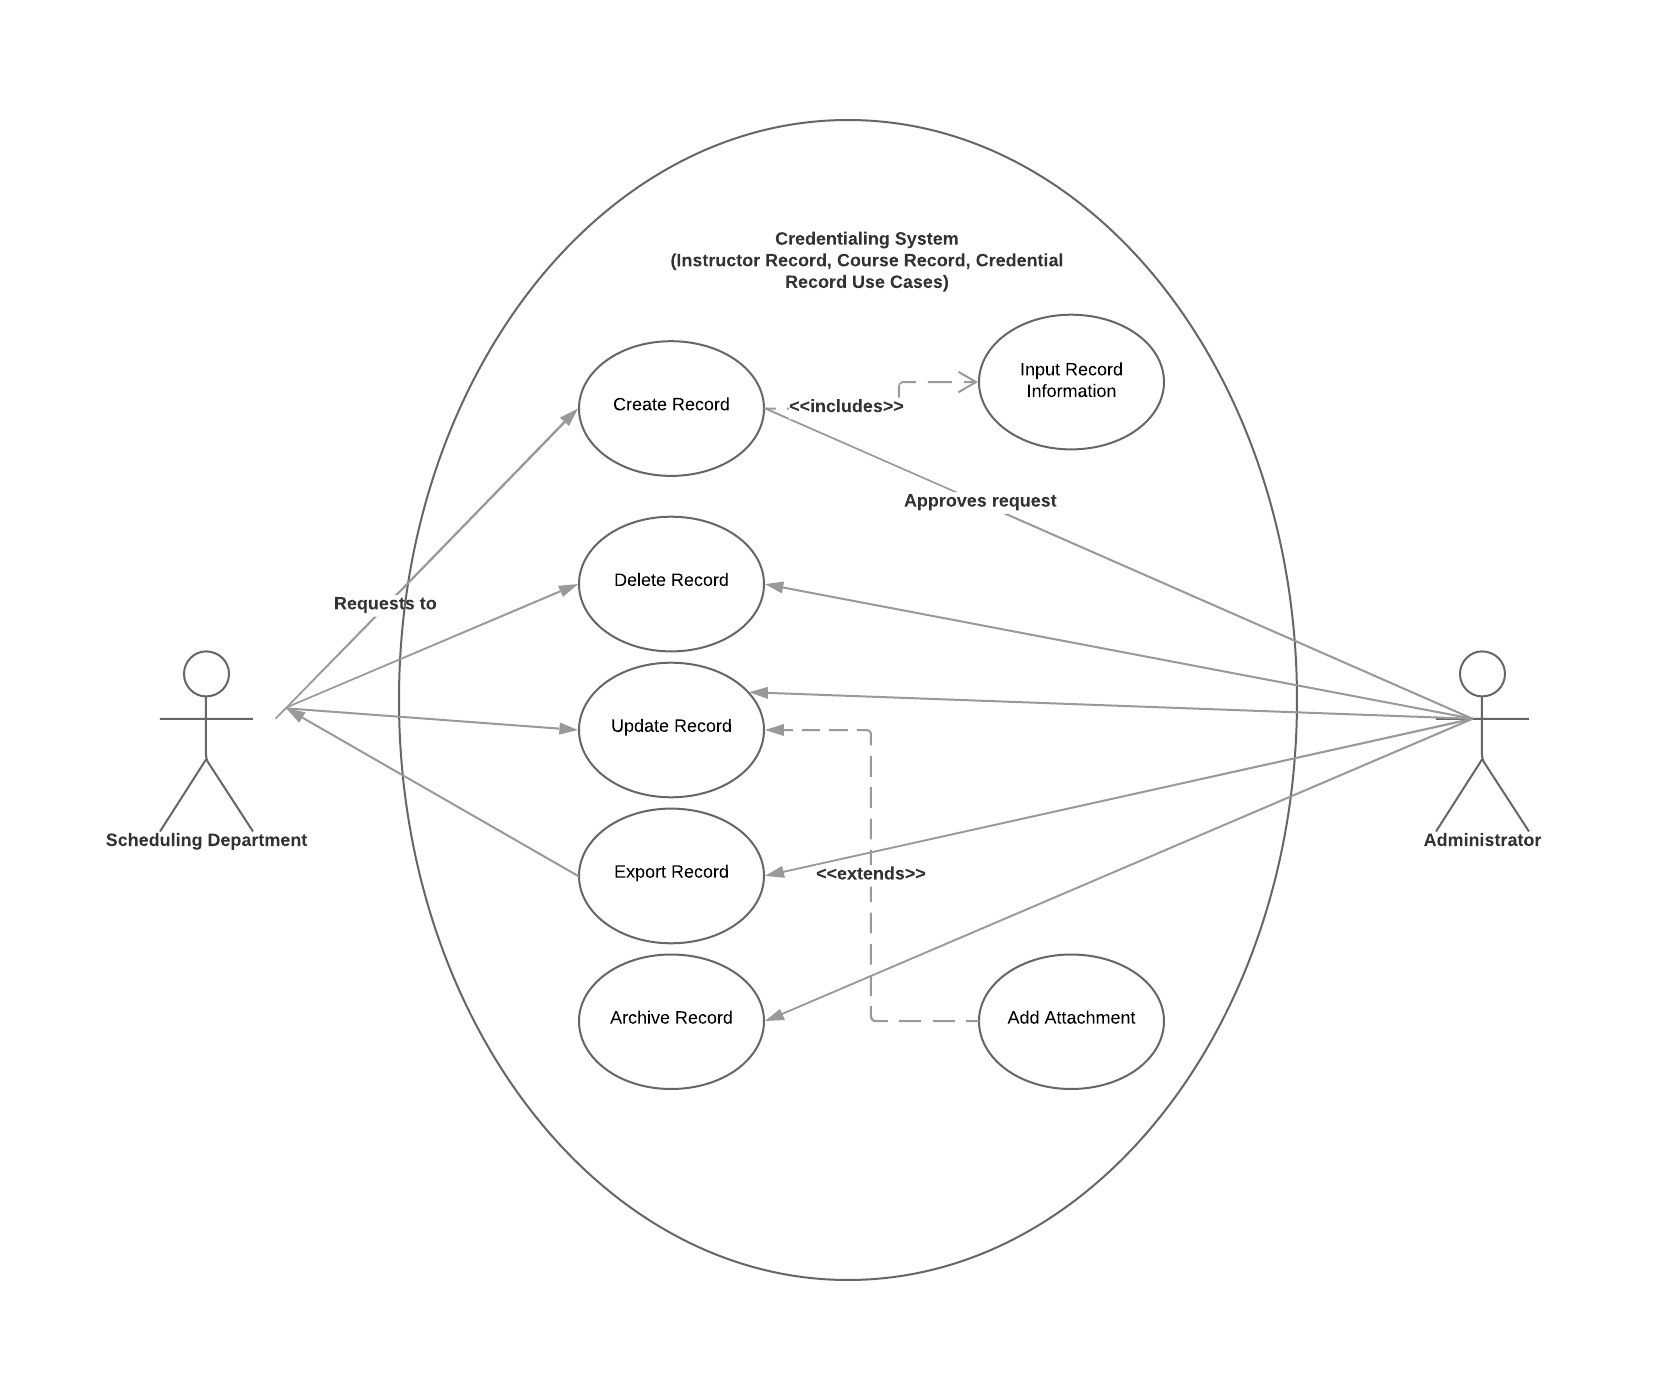 Credentialing System
(Instructor Record, Course Record, Credential
Record Use Cases)
Input Record
Information
Create Record
<<includes>>
Approves request
Delete Record
Requests to
Update Record
Scheduling Department
Administrator
Export Record
<<extends>>
Archive Record
Add Attachment